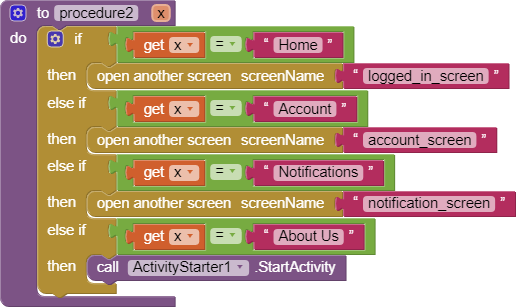 to procedure2 x
do if get x = " Home "
then open another screen screenName " logged_in_screen "
else if get x = " Account "
then open another screen screenName " account_screen "
else if get x = " Notifications "
then open another screen screenName " notification_screen "
else if get x = " About Us "
then call ActivityStarter1 .StartActivity